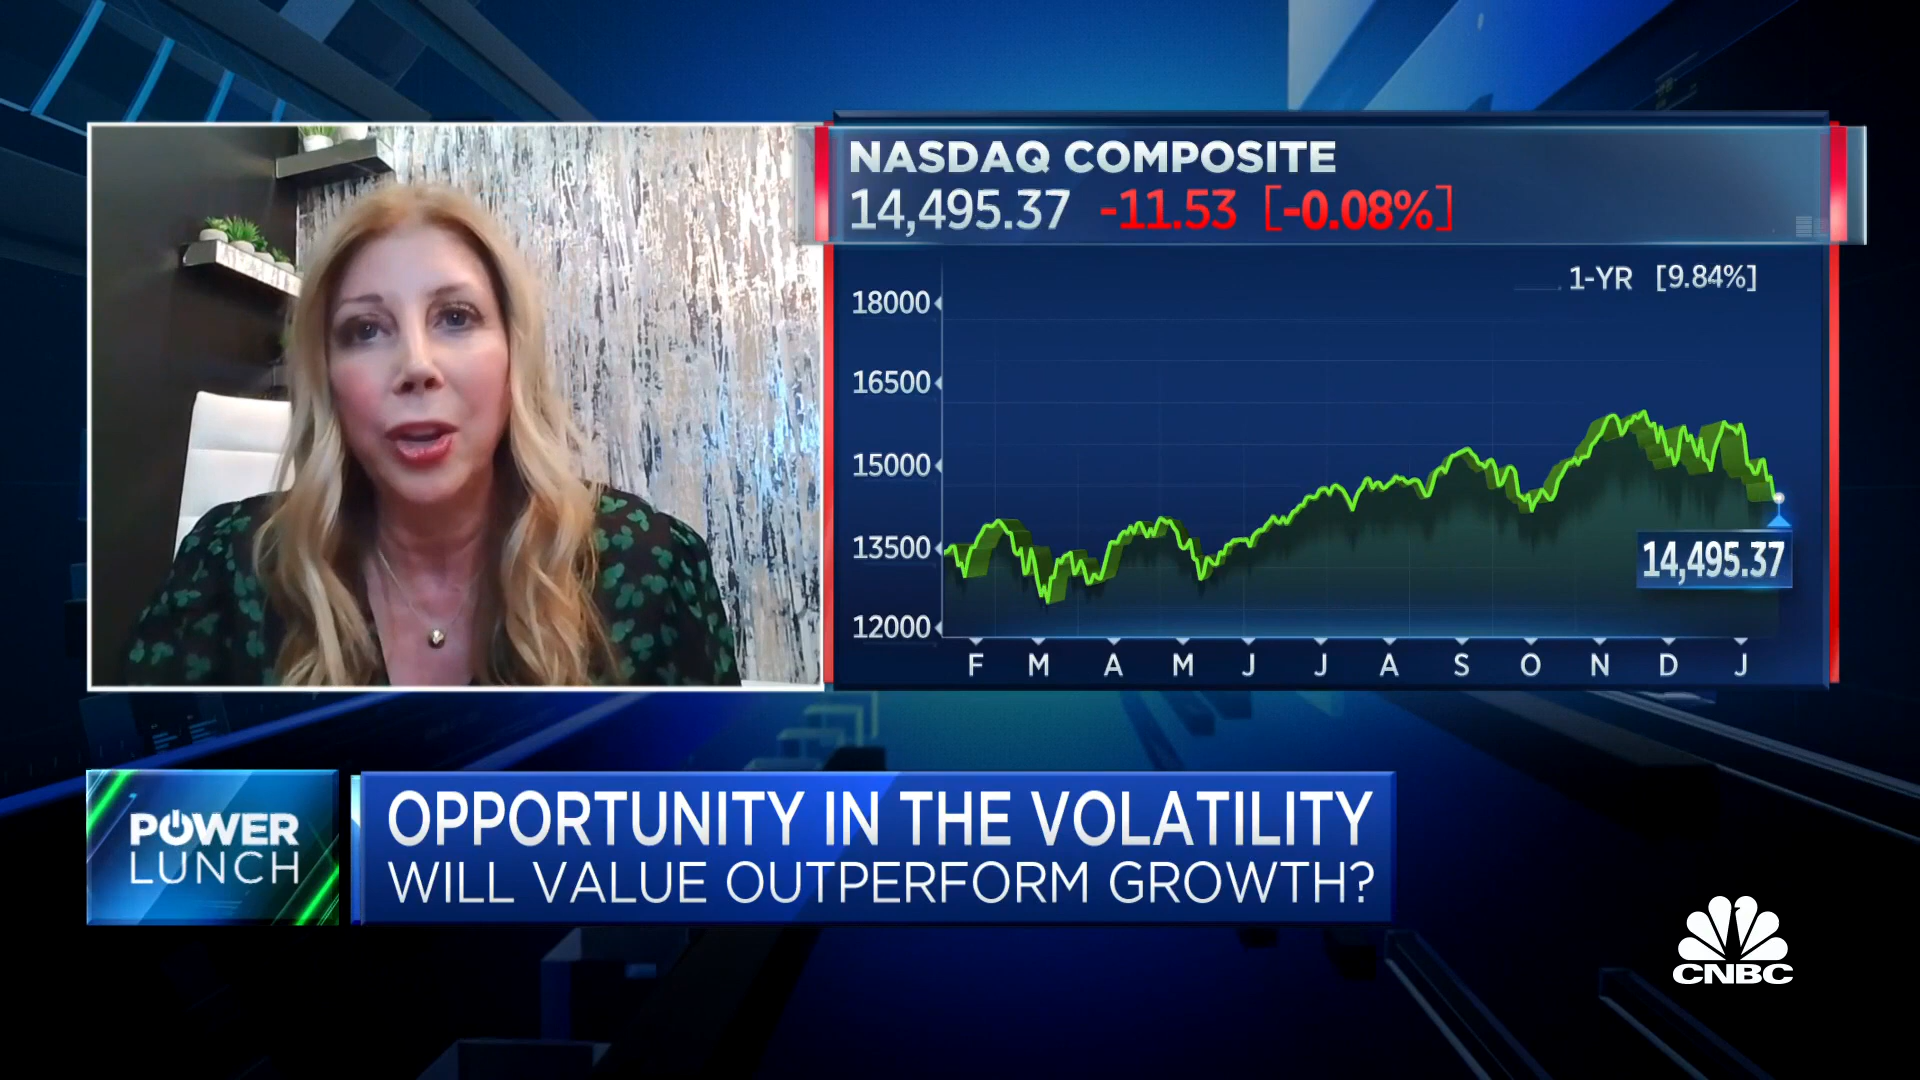 NASDAQ COMPOSITE
14,495.37 -11.53 [-0.08%]
1-YR [9.84%]
18000
16500
15000
13500
12000
14,495.37
F M A M J J A S O N D J
POWER
LUNCH
OPPORTUNITY IN THE VOLATILITY
WILL VALUE OUTPERFORM GROWTH?
CNBC